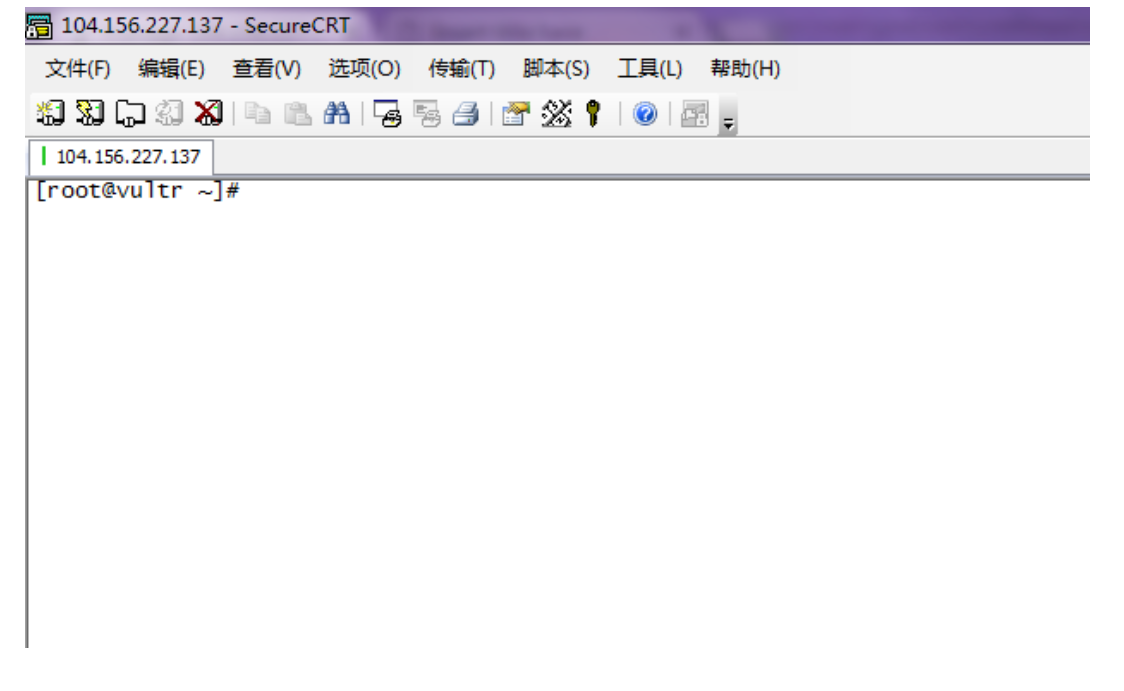 104.156.227.137 - SecureCRT
文件(F) 编辑(E) 查看(V) 选项(O) 传输(T) 脚本(S) 工具(L) 帮助(H)
104.156.227.137
[root@vultr ~]#